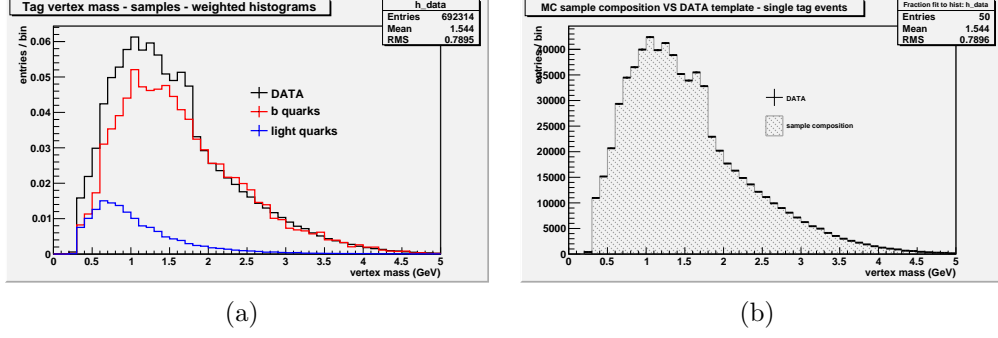 Tag vertex mass - samples - weighted histograms
h_data
Entries 692314
Mean 1.544
RMS 0.7895
entries / bin
0.06
0.05
0.04
0.03
0.02
0.01
0
DATA
b quarks
light quarks
0 0.5 1 1.5 2 2.5 3 3.5 4 4.5 5
vertex mass (GeV)
(a)
MC sample composition VS DATA template - single tag events
Fraction fit to hist: h_data
Entries 50
Mean 1.544
RMS 0.7896
entries / bin
40000
35000
30000
25000
20000
15000
10000
5000
0
DATA
sample composition
0 0.5 1 1.5 2 2.5 3 3.5 4 4.5 5
vertex mass (GeV)
(b)